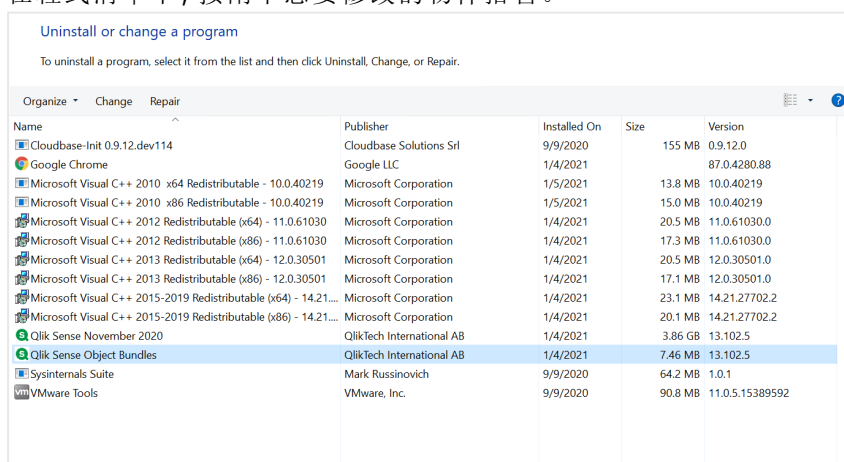 Uninstall or change a program
To uninstall a program, select it from the list and then click Uninstall, Change, or Repair.
Organize Change Repair
Name Publisher Installed On Size Version
Cloudbase-Init 0.9.12.dev114 Cloudbase Solutions Srl 9/9/2020 155 MB 0.9.12.0
Google Chrome Google LLC 1/4/2021 87.0.4280.88
Microsoft Visual C++ 2010 x64 Redistributable - 10.0.40219 Microsoft Corporation 1/5/2021 13.8 MB 10.0.40219
Microsoft Visual C++ 2010 x86 Redistributable - 10.0.40219 Microsoft Corporation 1/5/2021 15.0 MB 10.0.40219
Microsoft Visual C++ 2012 Redistributable (x64) - 11.0.61030 Microsoft Corporation 1/4/2021 20.5 MB 11.0.61030.0
Microsoft Visual C++ 2012 Redistributable (x86) - 11.0.61030 Microsoft Corporation 1/4/2021 17.3 MB 11.0.61030.0
Microsoft Visual C++ 2013 Redistributable (x64) - 12.0.30501 Microsoft Corporation 1/4/2021 20.5 MB 12.0.30501.0
Microsoft Visual C++ 2013 Redistributable (x86) - 12.0.30501 Microsoft Corporation 1/4/2021 17.1 MB 12.0.30501.0
Microsoft Visual C++ 2015-2019 Redistributable (x64) - 14.21.... Microsoft Corporation 1/4/2021 23.1 MB 14.21.27702.2
Microsoft Visual C++ 2015-2019 Redistributable (x86) - 14.21.... Microsoft Corporation 1/4/2021 20.1 MB 14.21.27702.2
Qlik Sense November 2020 QlikTech International AB 1/4/2021 3.86 GB 13.102.5
Qlik Sense Object Bundles QlikTech International AB 1/4/2021 7.46 MB 13.102.5
Sysinternals Suite Mark Russinovich 9/9/2020 64.2 MB 1.0.1
vm VMware Tools VMware, Inc. 9/9/2020 90.8 MB 11.0.5.15389592